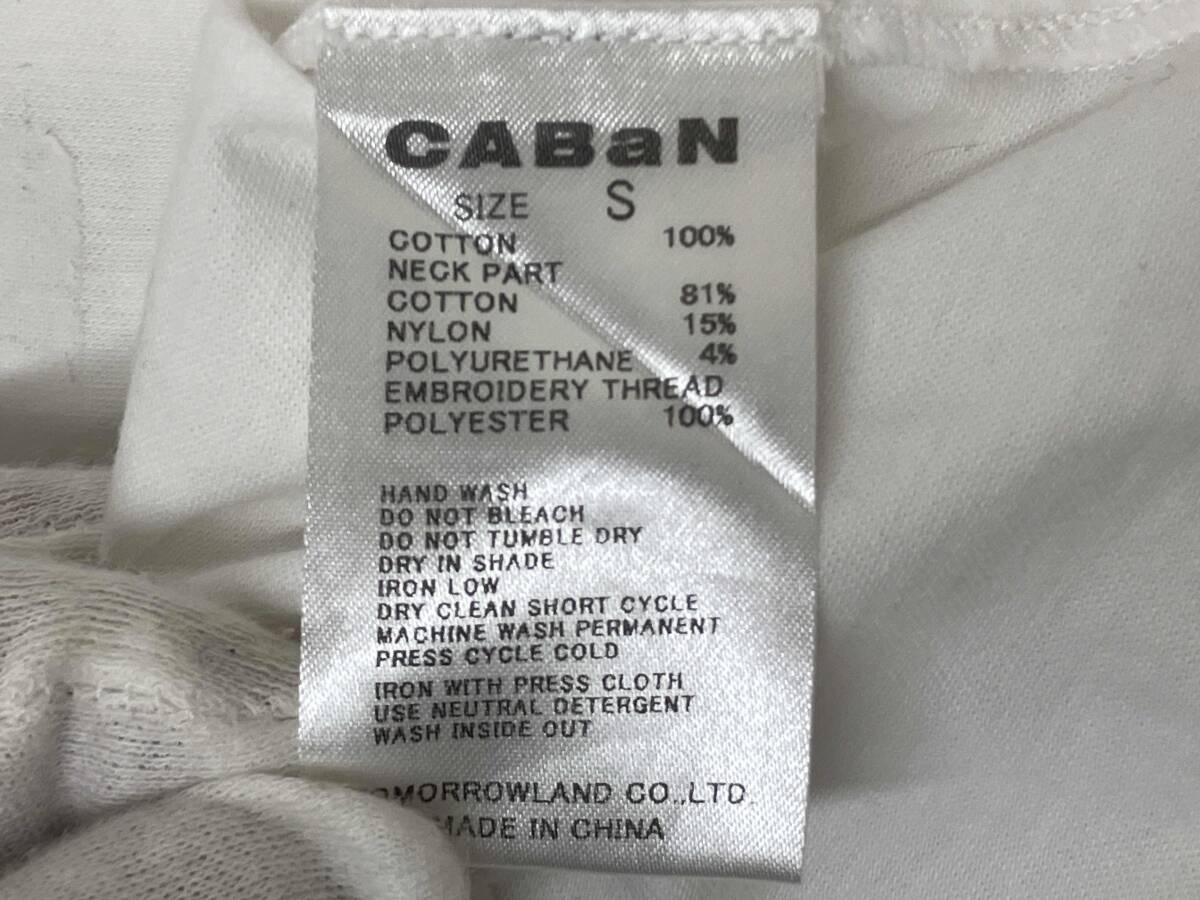 CABaN
SIZE S
COTTON 100%
NECK PART
COTTON 81%
NYLON 15%
POLYURETHANE 4%
EMBROIDERY THREAD
POLYESTER 100%
HAND WASH
DO NOT BLEACH
DO NOT TUMBLE DRY
DRY IN SHADE
IRON LOW
DRY CLEAN SHORT CYCLE
MACHINE WASH PERMANENT
PRESS CYCLE COLD
IRON WITH PRESS CLOTH
USE NEUTRAL DETERGENT
WASH INSIDE OUT
TOMORROWLAND CO.,LTD
MADE IN CHINA